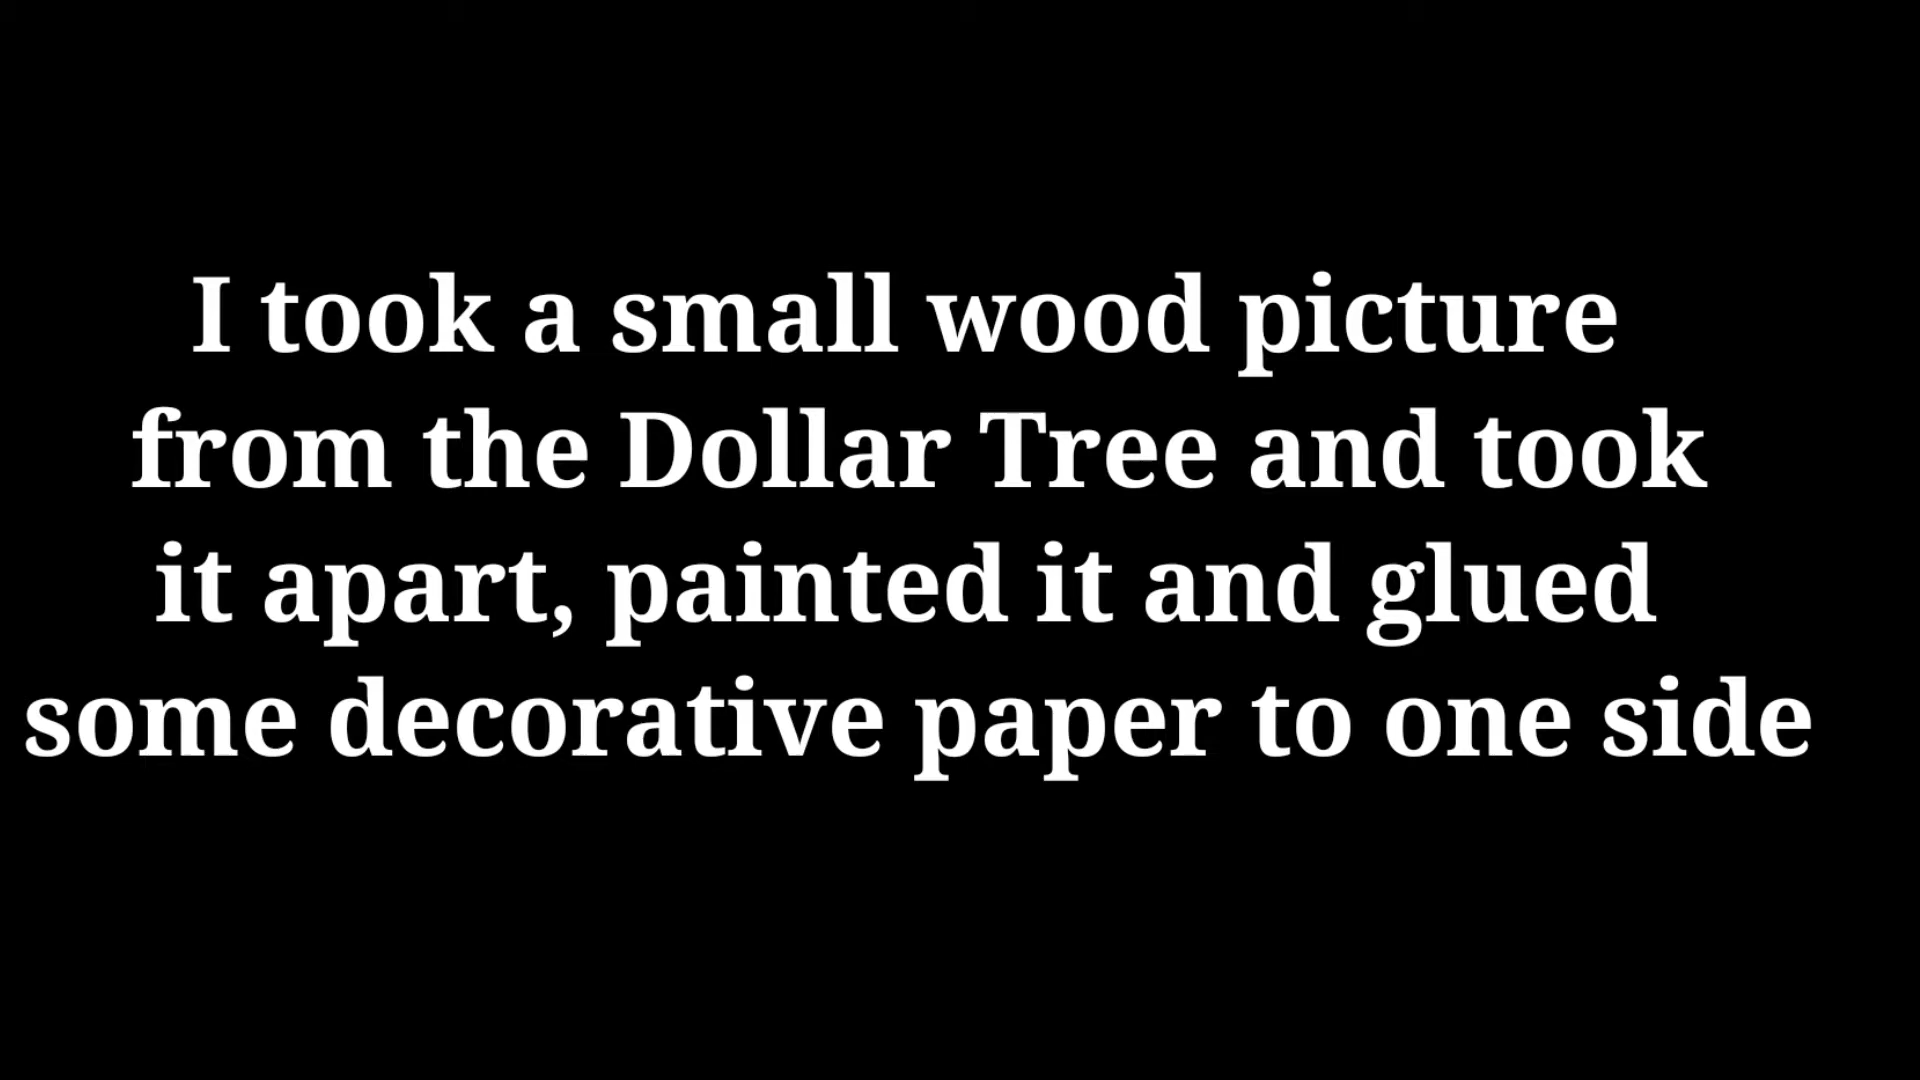 I took a small wood picture
from the Dollar Tree and took
it apart, painted it and glued
some decorative paper to one side